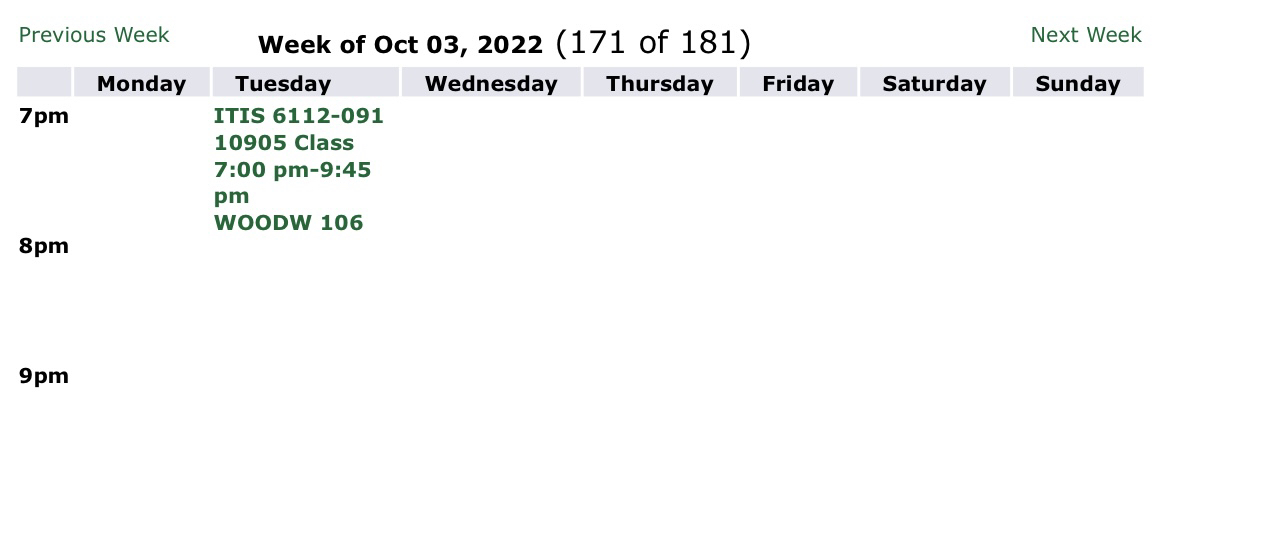 Previous Week
Week of Oct 03, 2022 (171 of 181)
Next Week
Monday Tuesday Wednesday Thursday Friday Saturday Sunday
7pm
ITIS 6112-091
10905 Class
7:00 pm-9:45
pm
WOODW 106
8pm
9pm